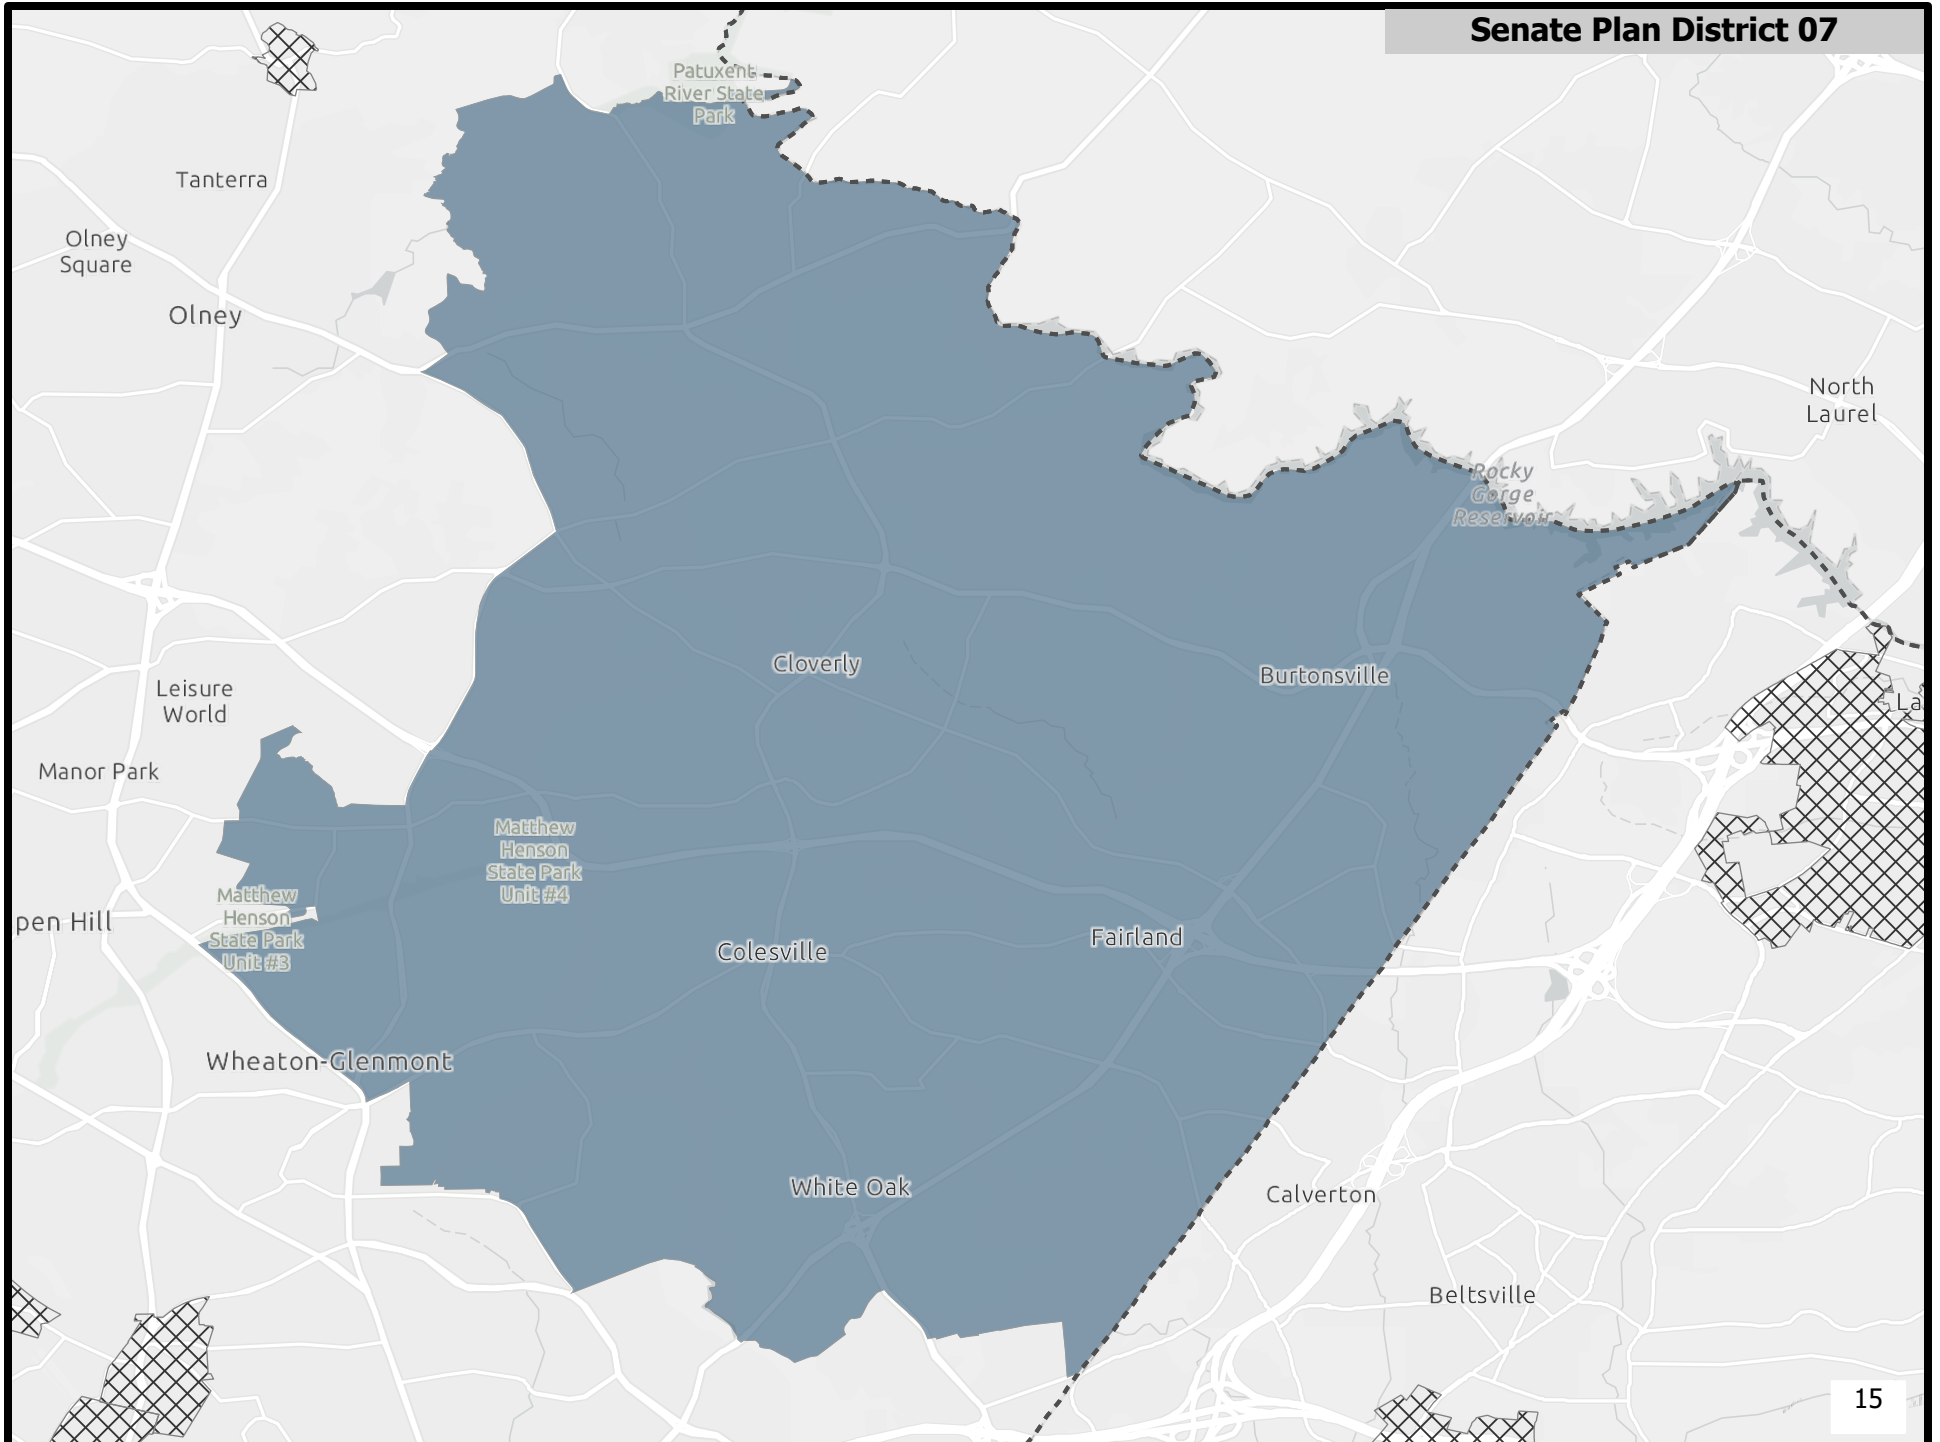 Senate Plan District 07
Patuxent
River State
Park
Tanterra
Olney
Square
Olney
North
Laurel
Rocky
Gorge
Reservoir
Cloverly
Burtonsville
Leisure
World
La
Manor Park
Matthew
Henson
State Park
Unit #4
Matthew
Henson
State Park
Unit #3
pen Hill
Colesville
Fairland
Wheaton-Glenmont
White Oak
Calverton
Beltsville
15